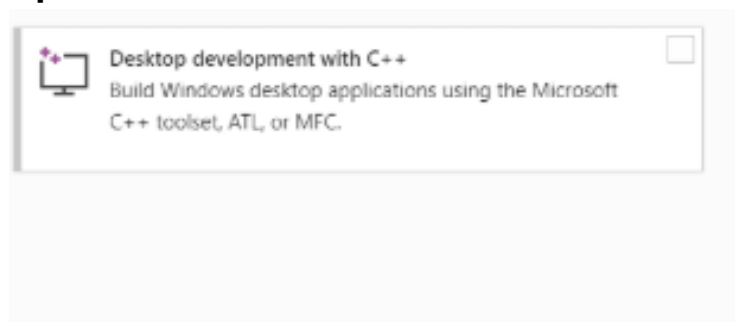 Desktop development with C++
Build Windows desktop applications using the Microsoft
C++ toolset, ATL, or MFC.